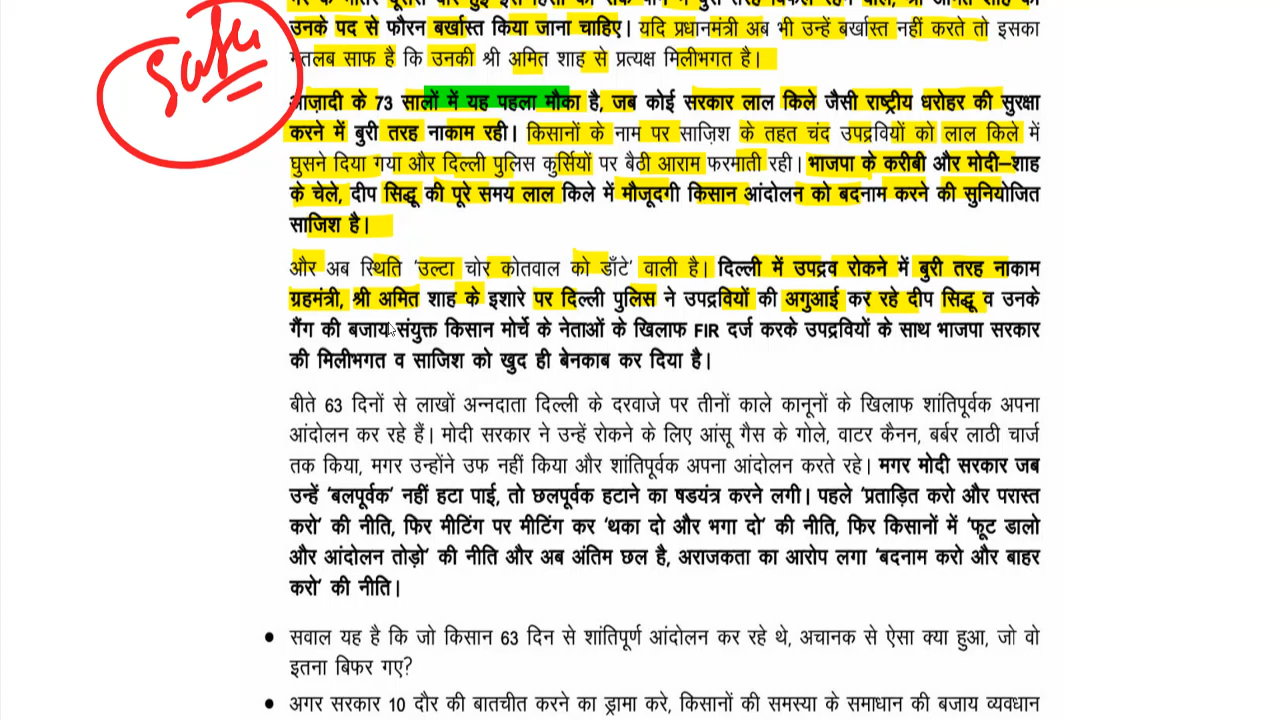 उनके पद से फौरन बर्खास्त किया जाना चाहिए। यदि प्रधानमंत्री अब भी उन्हें बर्खास्त नहीं करते तो इसका
मतलब साफ है कि उनकी श्री अमित शाह से प्रत्यक्ष मिलीभगत है।
आज़ादी के 73 सालों में यह पहला मौका है, जब कोई सरकार लाल किले जैसी राष्ट्रीय धरोहर की सुरक्षा
करने में बुरी तरह नाकाम रही। किसानों के नाम पर साज़िश के तहत चंद उपद्रवियों को लाल किले में
घुसने दिया गया और दिल्ली पुलिस कुर्सियों पर बैठी आराम फरमाती रही। भाजपा के करीबी और मोदी–शाह
के चेले, दीप सिद्धू की पूरे समय लाल किले में मौजूदगी किसान आंदोलन को बदनाम करने की सुनियोजित
साजिश है।
और अब स्थिति 'उल्टा चोर कोतवाल को डाँटे' वाली है। दिल्ली में उपद्रव रोकने में बुरी तरह नाकाम
ग्रहमंत्री, श्री अमित शाह के इशारे पर दिल्ली पुलिस ने उपद्रवियों की अगुआई कर रहे दीप सिद्धू व उनके
गैंग की बजाय संयुक्त किसान मोर्चे के नेताओं के खिलाफ FIR दर्ज करके उपद्रवियों के साथ भाजपा सरकार
की मिलीभगत व साजिश को खुद ही बेनकाब कर दिया है।
बीते 63 दिनों से लाखों अन्नदाता दिल्ली के दरवाजे पर तीनों काले कानूनों के खिलाफ शांतिपूर्वक अपना
आंदोलन कर रहे हैं। मोदी सरकार ने उन्हें रोकने के लिए आंसू गैस के गोले, वाटर कैनन, बर्बर लाठी चार्ज
तक किया, मगर उन्होंने उफ नहीं किया और शांतिपूर्वक अपना आंदोलन करते रहे। मगर मोदी सरकार जब
उन्हें 'बलपूर्वक' नहीं हटा पाई, तो छलपूर्वक हटाने का षडयंत्र करने लगी। पहले 'प्रताड़ित करो और परास्त
करो' की नीति, फिर मीटिंग पर मीटिंग कर 'थका दो और भगा दो' की नीति, फिर किसानों में 'फूट डालो
और आंदोलन तोड़ो' की नीति और अब अंतिम छल है, अराजकता का आरोप लगा 'बदनाम करो और बाहर
करो' की नीति।
• सवाल यह है कि जो किसान 63 दिन से शांतिपूर्ण आंदोलन कर रहे थे, अचानक से ऐसा क्या हुआ, जो वो
इतना बिफर गए?
• अगर सरकार 10 दौर की बातचीत करने का ड्रामा करे, किसानों की समस्या के समाधान की बजाय व्यवधान